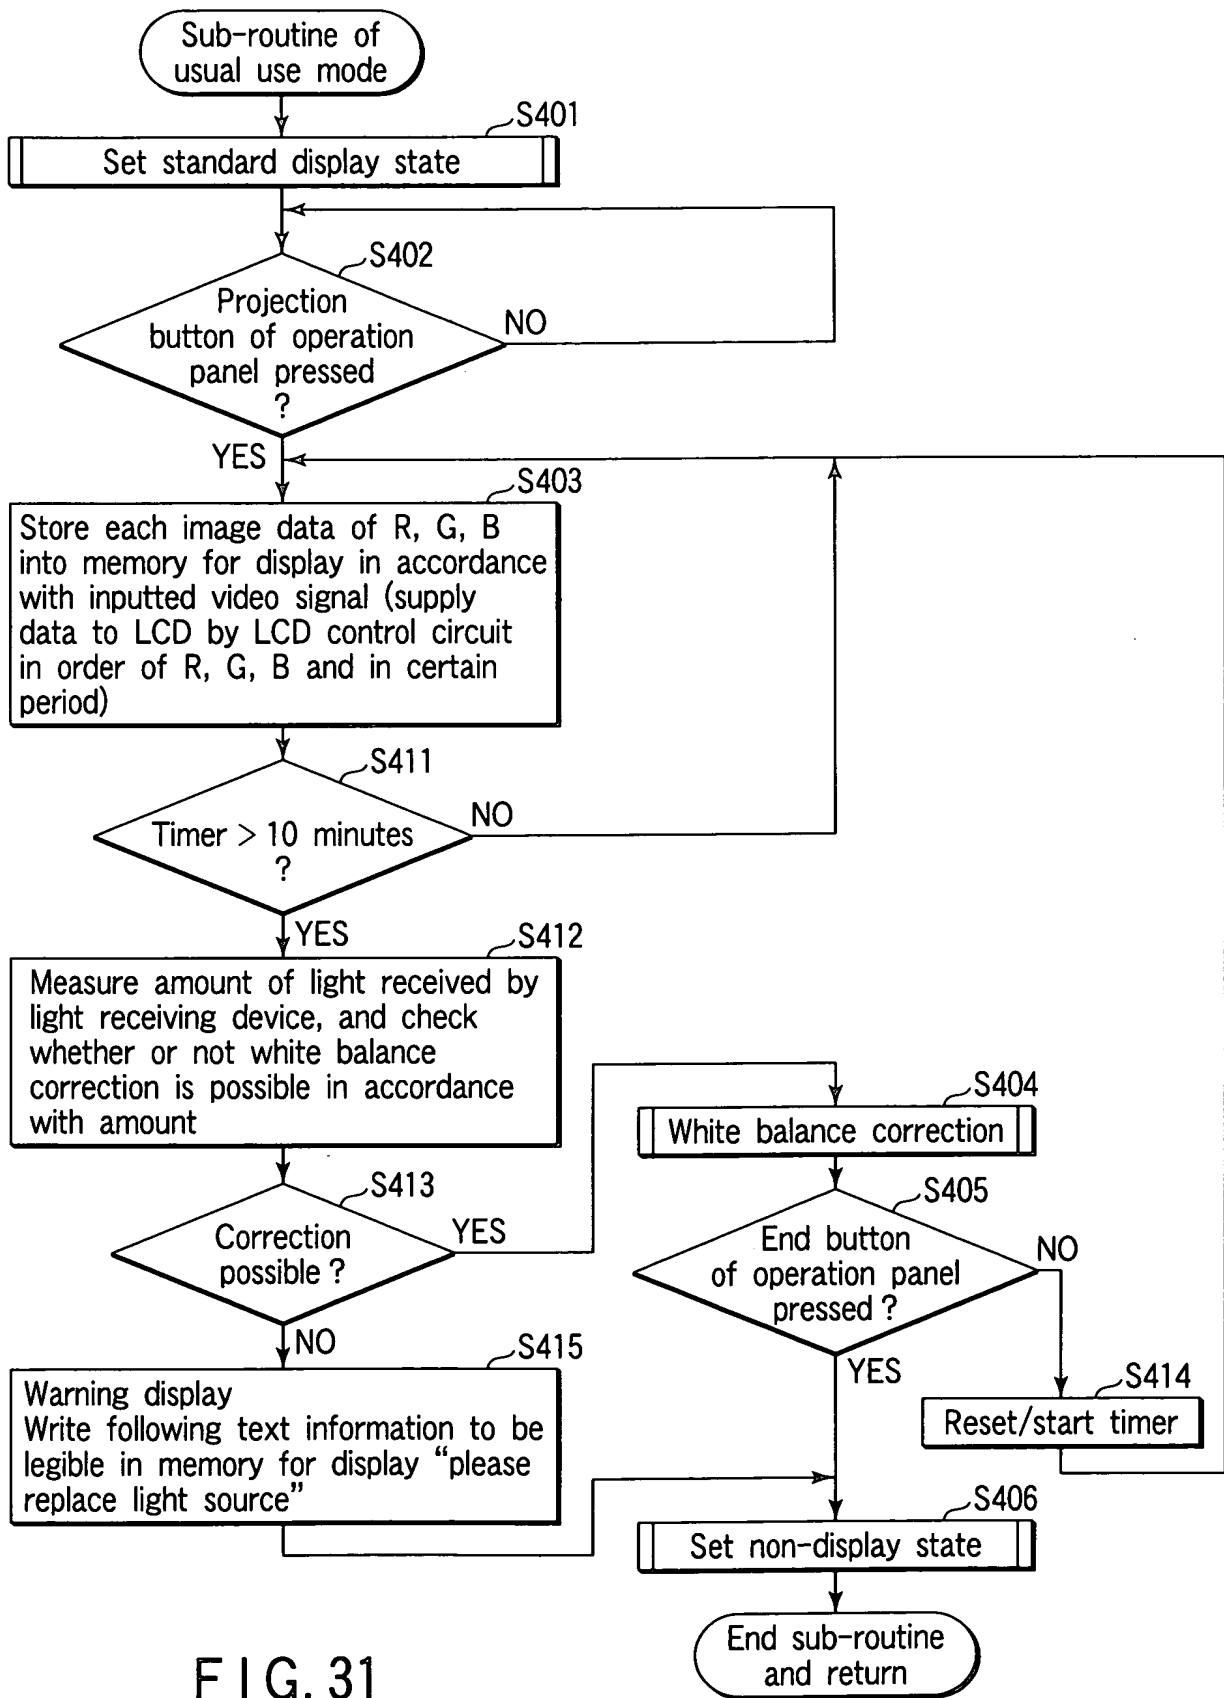 Sub-routine of
usual use mode
S401
Set standard display state
S402
Projection
button of operation
panel pressed
?
NO
YES
S403
Store each image data of R, G, B
into memory for display in accordance
with inputted video signal (supply
data to LCD by LCD control circuit
in order of R, G, B and in certain
period)
S411
Timer > 10 minutes
?
NO
YES
S412
Measure amount of light received by
light receiving device, and check
whether or not white balance
correction is possible in accordance
with amount
S413
Correction
possible ?
YES
NO
S415
Warning display
Write following text information to be
legible in memory for display “please
replace light source”
S404
White balance correction
S405
End button
of operation panel
pressed ?
NO
YES
S414
Reset/start timer
S406
Set non-display state
End sub-routine
and return
FIG. 31